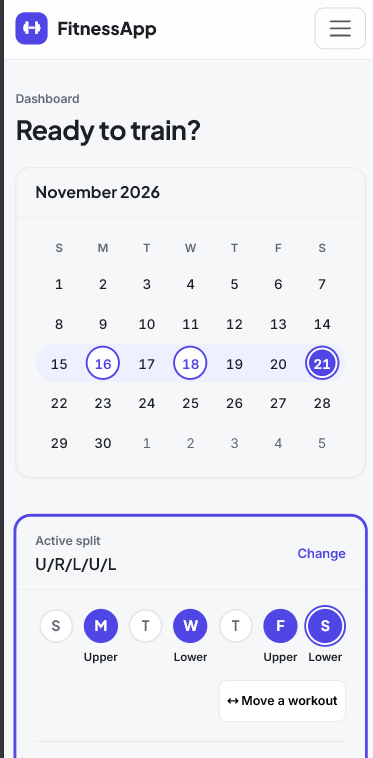 FitnessApp
Dashboard
Ready to train?
November 2026
S M T W T F S
1 2 3 4 5 6 7
8 9 10 11 12 13 14
15 16 17 18 19 20 21
22 23 24 25 26 27 28
29 30 1 2 3 4 5
Active split
U/R/L/U/L
Change
S M T W T F S
Upper Lower Upper Lower
↔ Move a workout